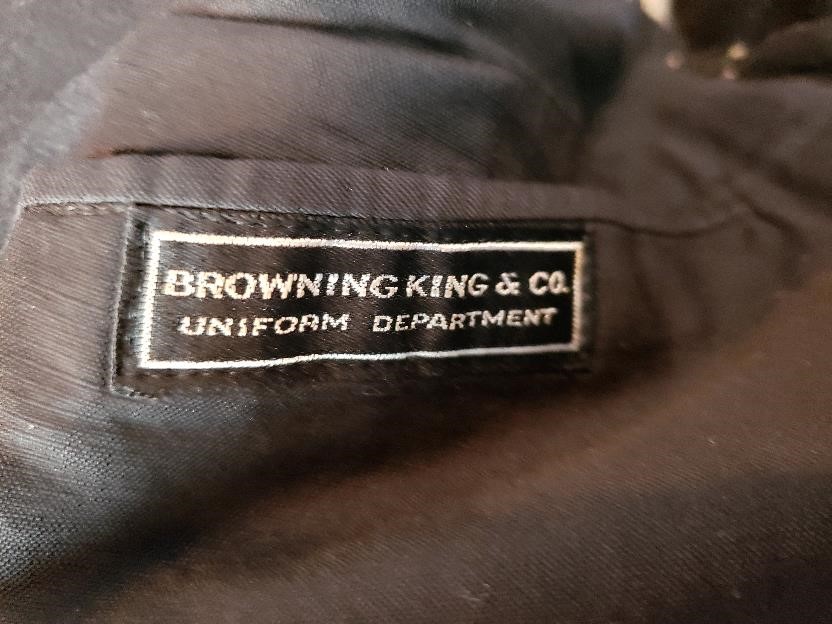 BROWNING KING & CO.
UNIFORM DEPARTMENT